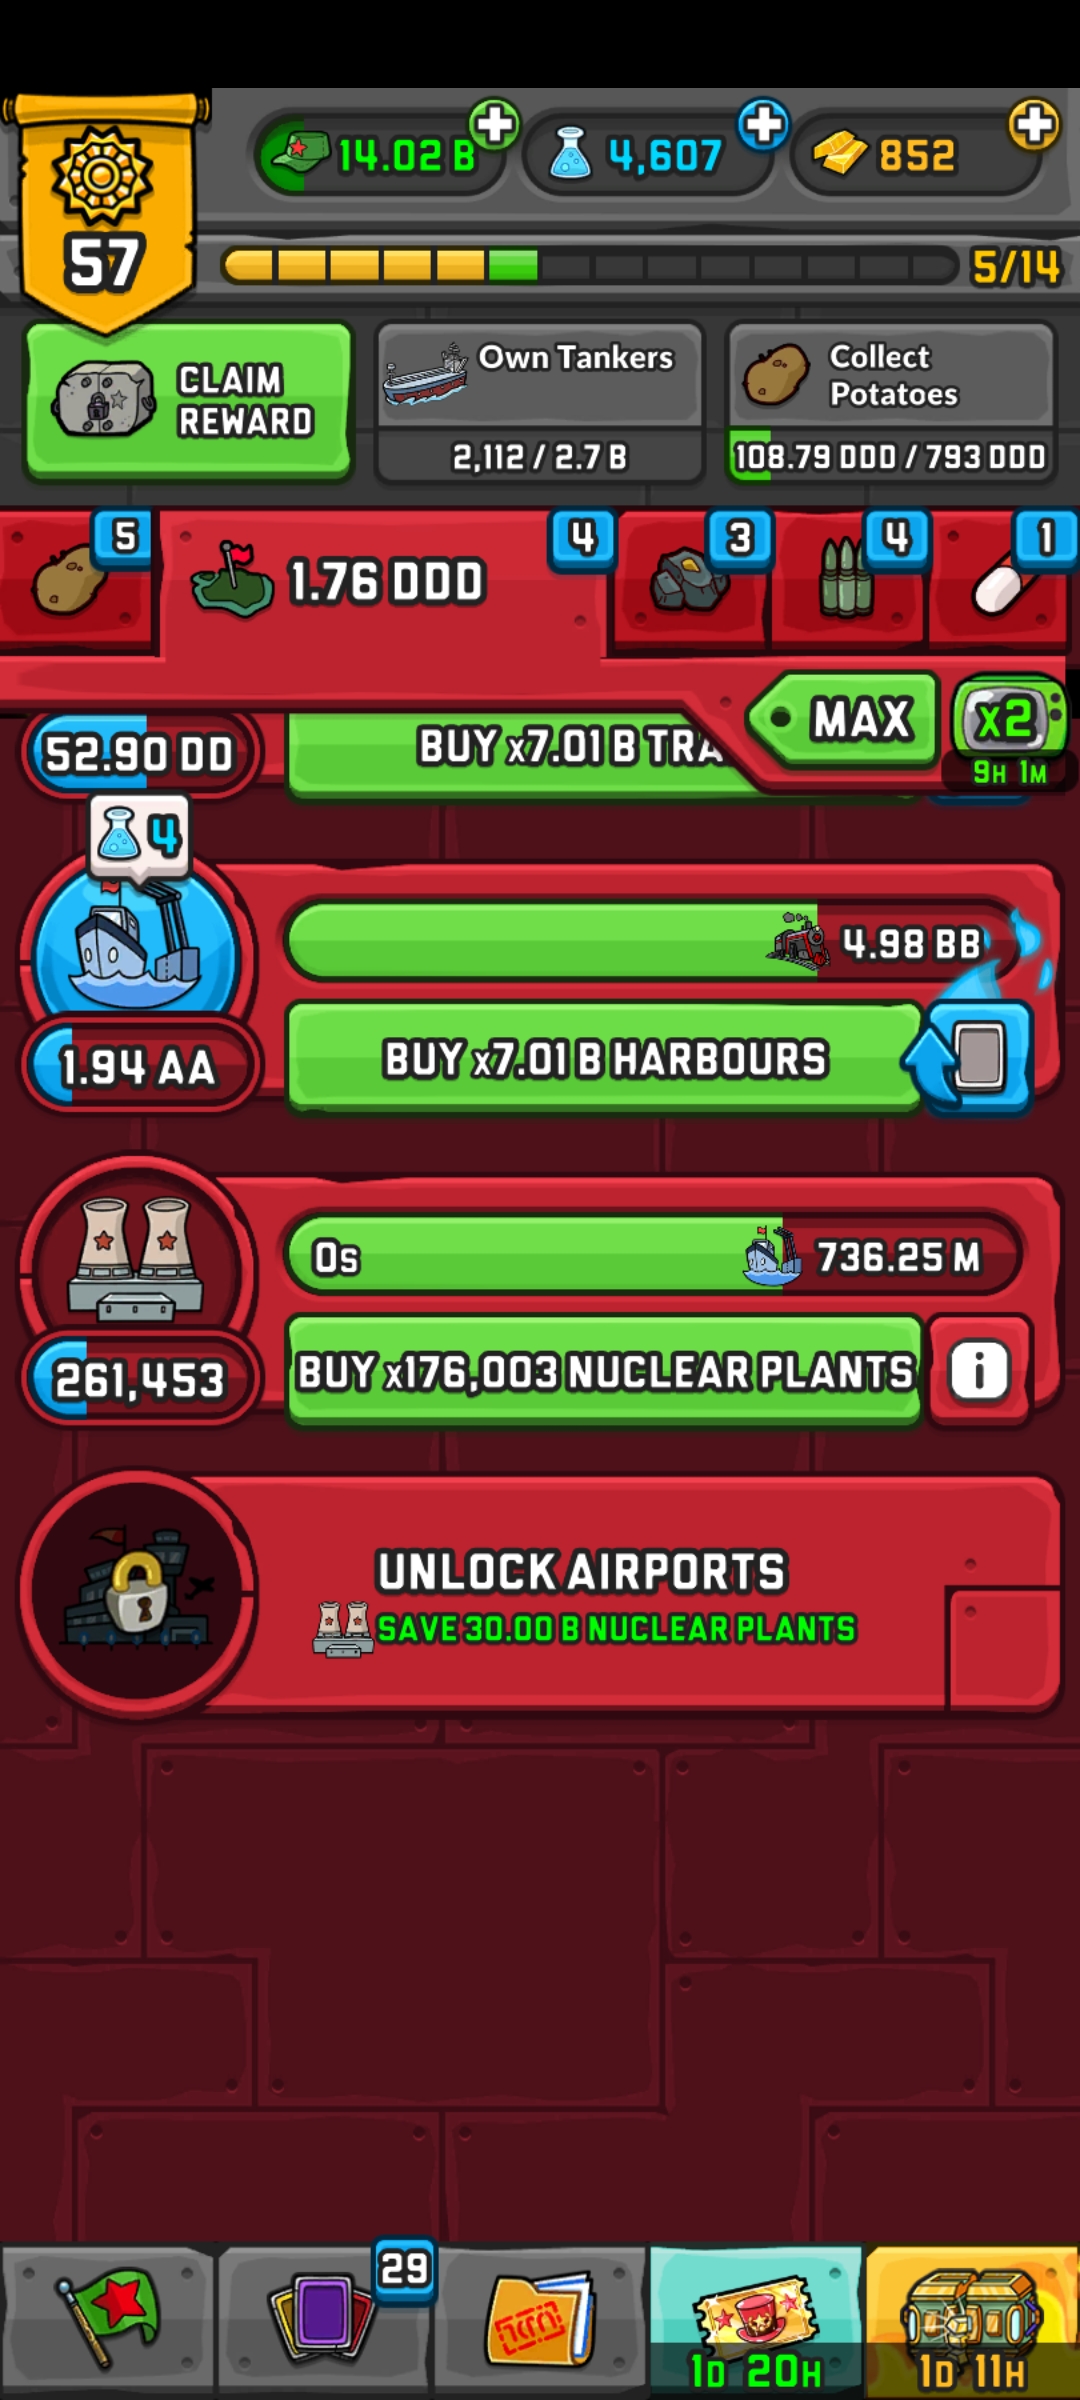 14.02 B
4,607
852
57
5/14
CLAIM
REWARD
Own Tankers
2,112 / 2.7 B
Collect
Potatoes
108.79 DDD / 793 DDD
5
1.76 DDD
4
3
4
1
MAX
x2
9H 1M
52.90 DD
BUY x7.01 B TRA
4
4.98 BB
1.94 AA
BUY x7.01 B HARBOURS
0s
736.25 M
261,453
BUY x176,003 NUCLEAR PLANTS
i
UNLOCK AIRPORTS
SAVE 30.00 B NUCLEAR PLANTS
29
1D 20H
1D 11H